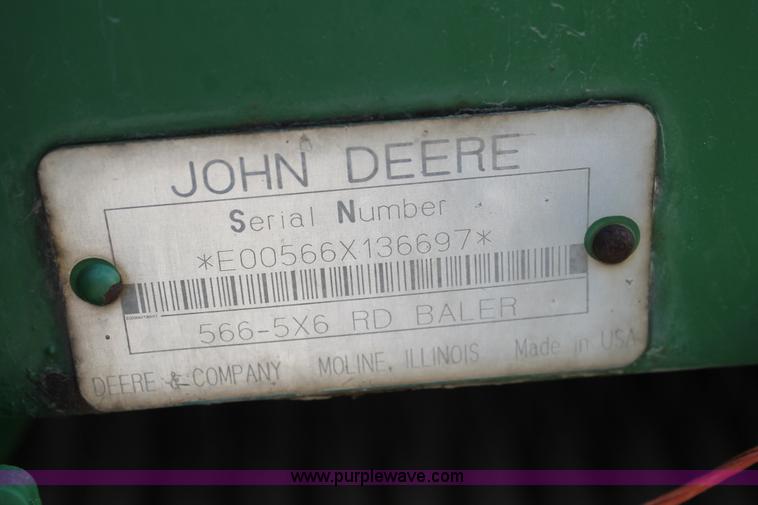 JOHN DEERE
Serial Number
*E00566X136697*
566-5X6 RD BALER
DEERE & COMPANY MOLINE, ILLINOIS Made in USA
www.purplewave.com